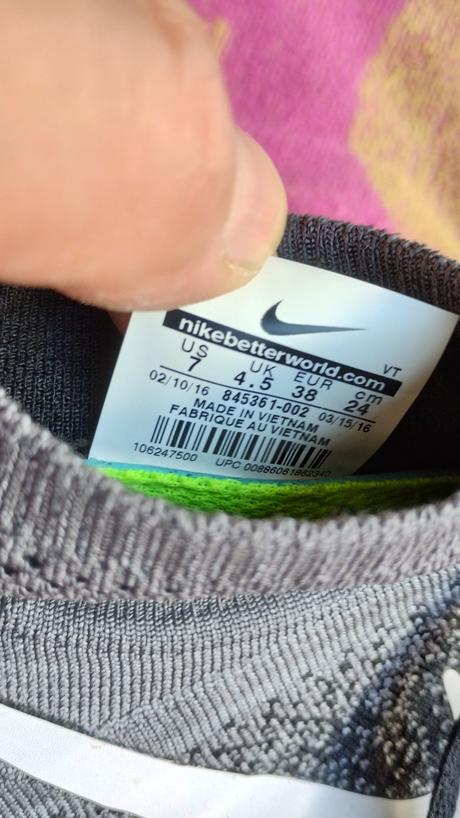 VT
nikebetterworld.com
US UK EUR cm
7 4.5 38 24
02/10/16 845361-002 03/15/16
MADE IN VIETNAM
FABRIQUE AU VIETNAM
106247500 UPC